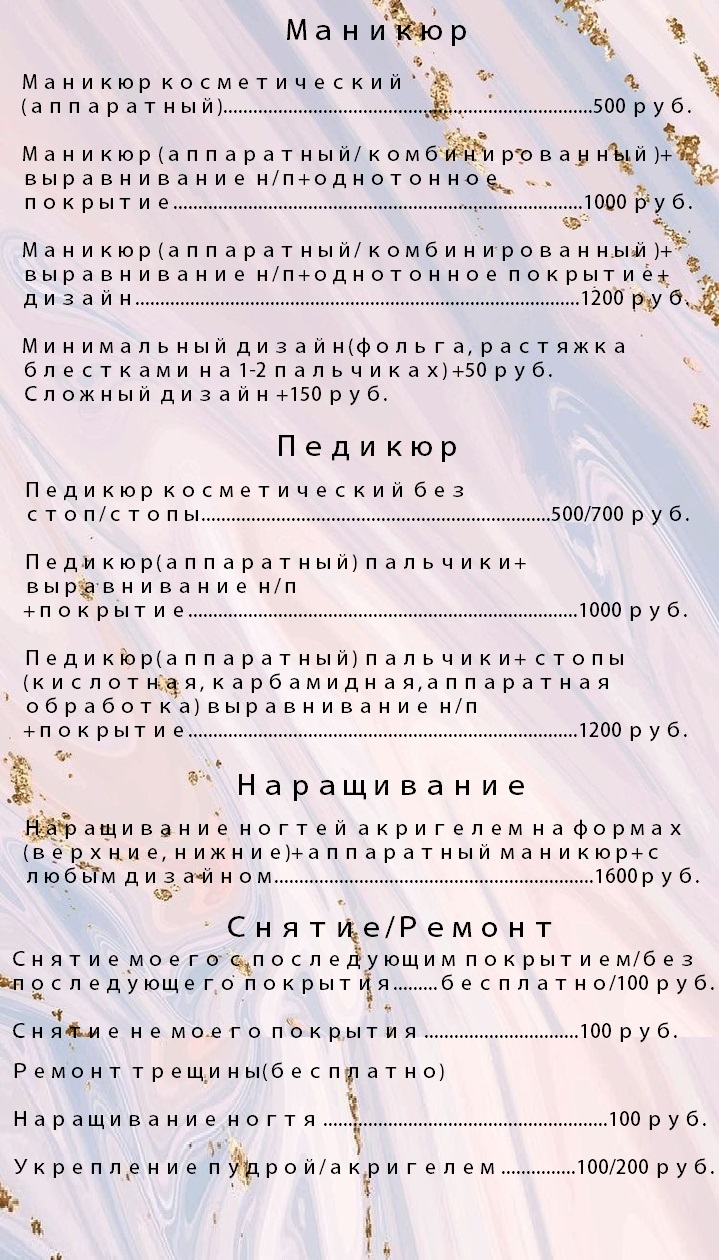 Маникюр
Маникюр косметический
(аппаратный)..........................................................................................500 руб.
Маникюр (аппаратный/комбинированный)+
выравнивание н/п+однотонное
покрытие....................................................................................................1000 руб.
Маникюр (аппаратный/комбинированный)+
выравнивание н/п+однотонное покрытие+
дизайн.............................................................................................................1200 руб.
Минимальный дизайн(фольга, растяжка
блестками на 1-2 пальчиках) +50 руб.
Сложный дизайн +150 руб.
Педикюр
Педикюр косметический без
стоп/стопы.....................................................................................500/700 руб.
Педикюр(аппаратный) пальчики+
выравнивание н/п
+покрытие...............................................................................................1000 руб.
Педикюр(аппаратный) пальчики+ стопы
(кислотная, карбамидная,аппаратная
обработка) выравнивание н/п
+покрытие...............................................................................................1200 руб.
Наращивание
Наращивание ногтей акригелем на формах
(верхние, нижние)+аппаратный маникюр+с
любым дизайном..............................................................................1600руб.
Снятие/Ремонт
Снятие моего с последующим покрытием/без
последующего покрытия.........бесплатно/100 руб.
Снятие не моего покрытия ......................................100 руб.
Ремонт трещины(бесплатно)
Наращивание ногтя .....................................................................100 руб.
Укрепление пудрой/акригелем ..................100/200 руб.